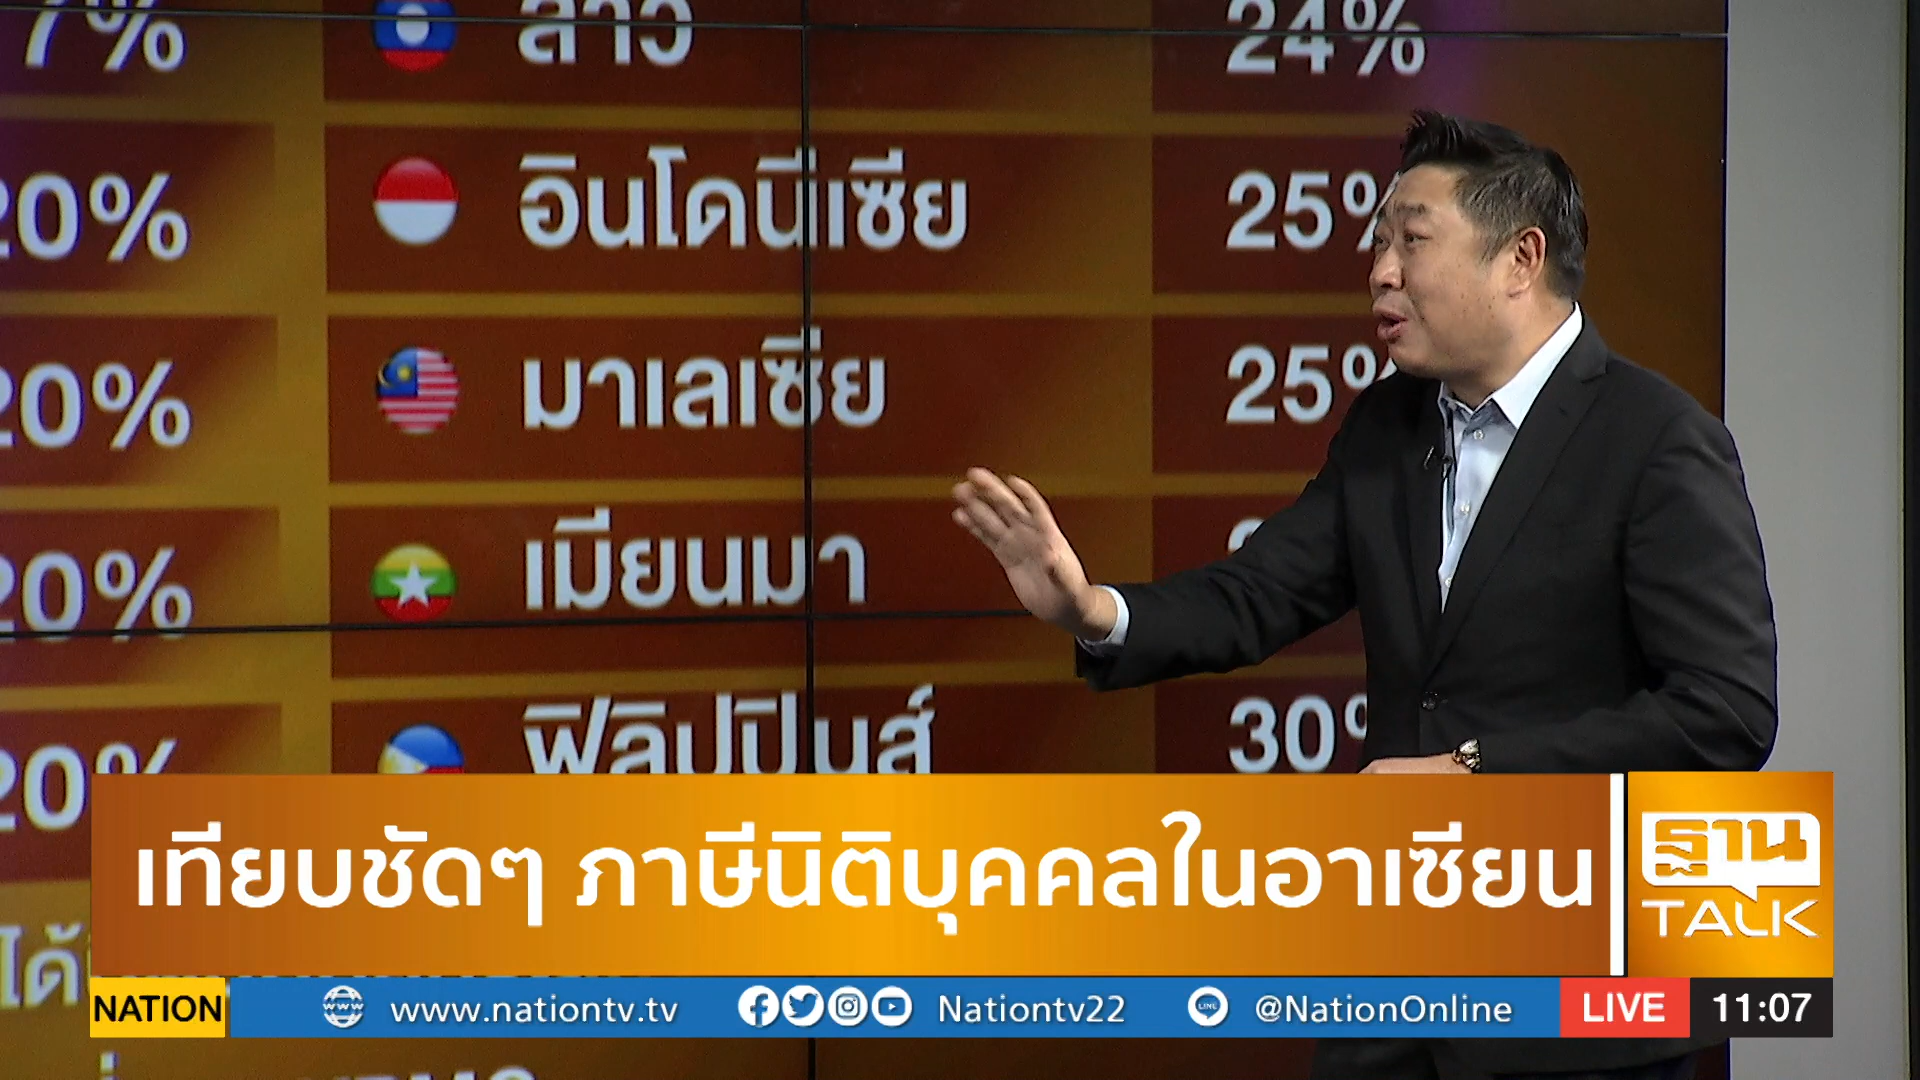 7%
ลาว
24%
20%
อินโดนีเซีย
25%
20%
มาเลเซีย
25%
20%
เมียนมา
20%
ฟิลิปปินส์
30%
เทียบชัดๆ ภาษีนิติบุคคลในอาเซียน
ฐาน
TALK
ได้
NATION
www.nationtv.tv
Nationtv22
LINE
@NationOnline
LIVE
11:07